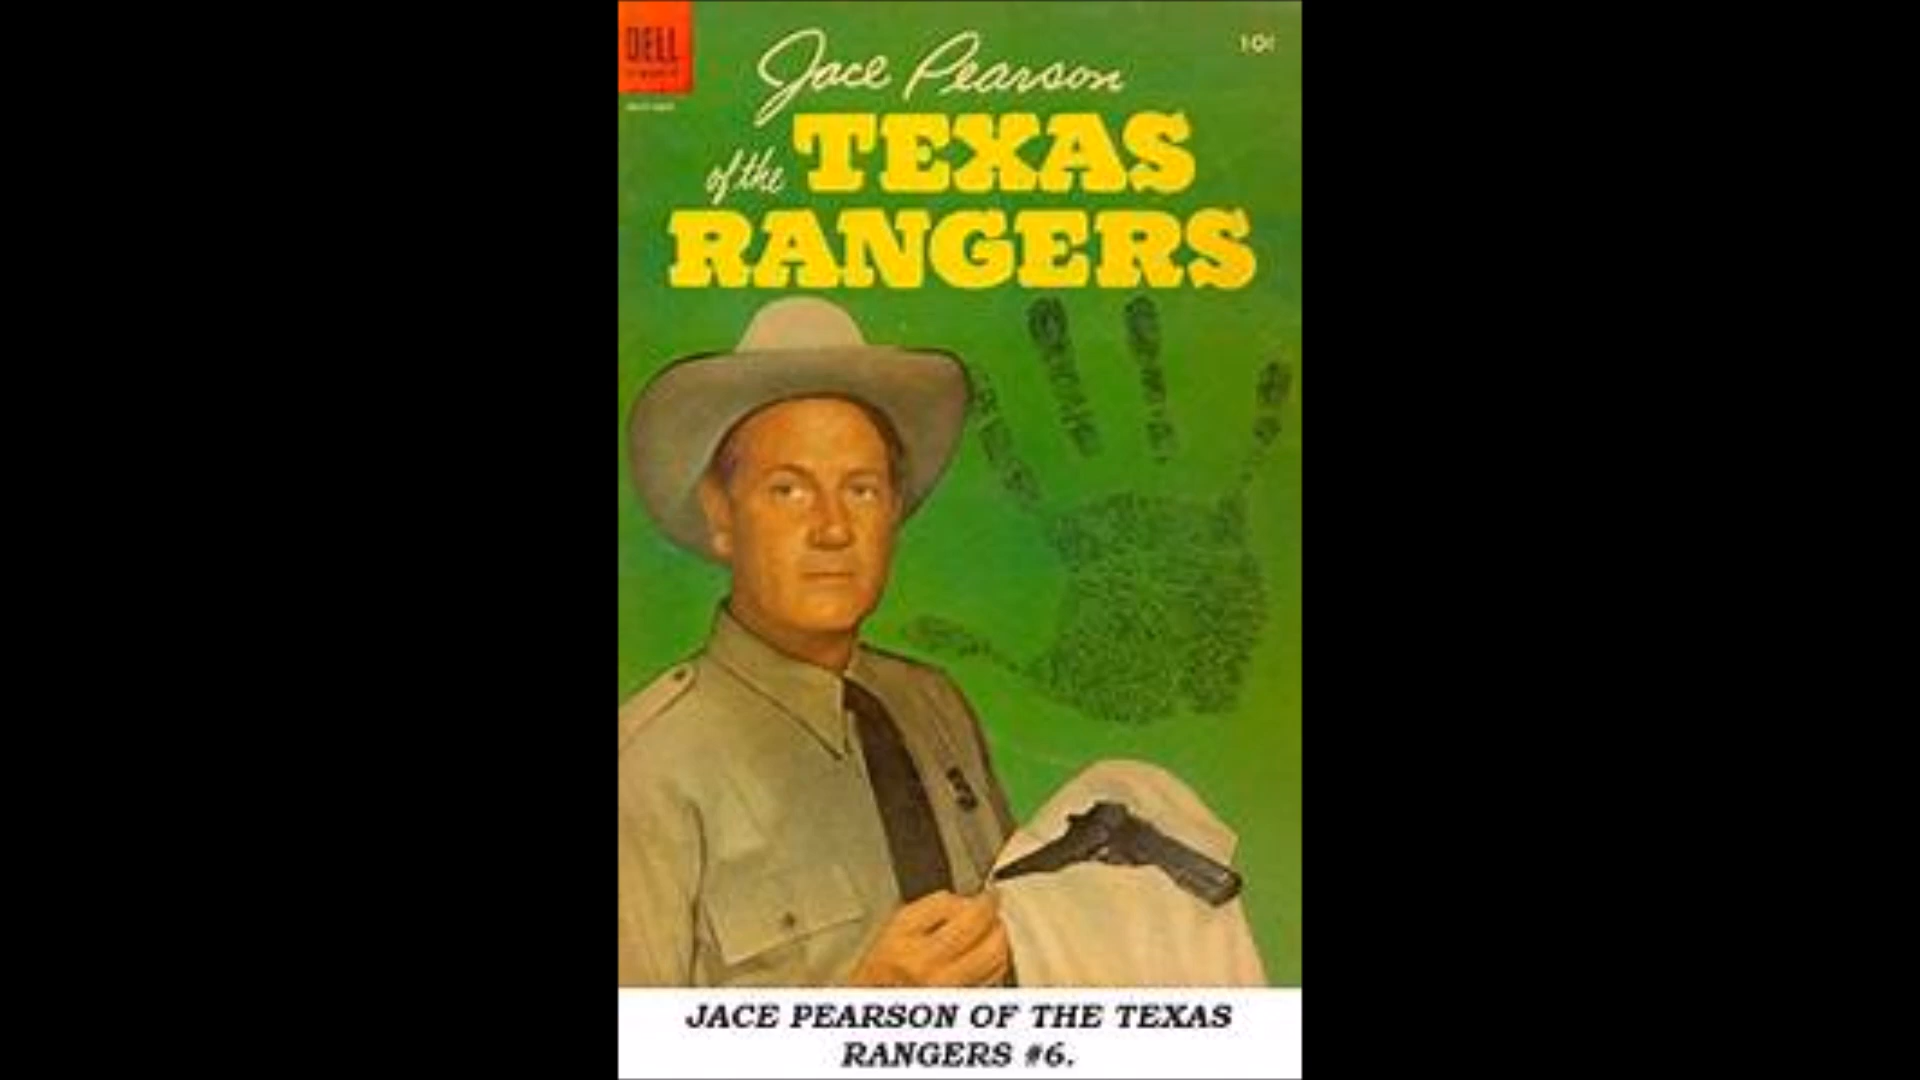 DELL
10¢
Jace Pearson
of the TEXAS
RANGERS
JACE PEARSON OF THE TEXAS
RANGERS #6.